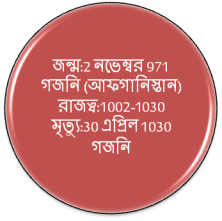 জন্ম:2 নভেম্বর 971
গজনি (আফগানিস্তান)
রাজত্ব:1002-1030
মৃত্যু:30 এপ্রিল 1030
গজনি